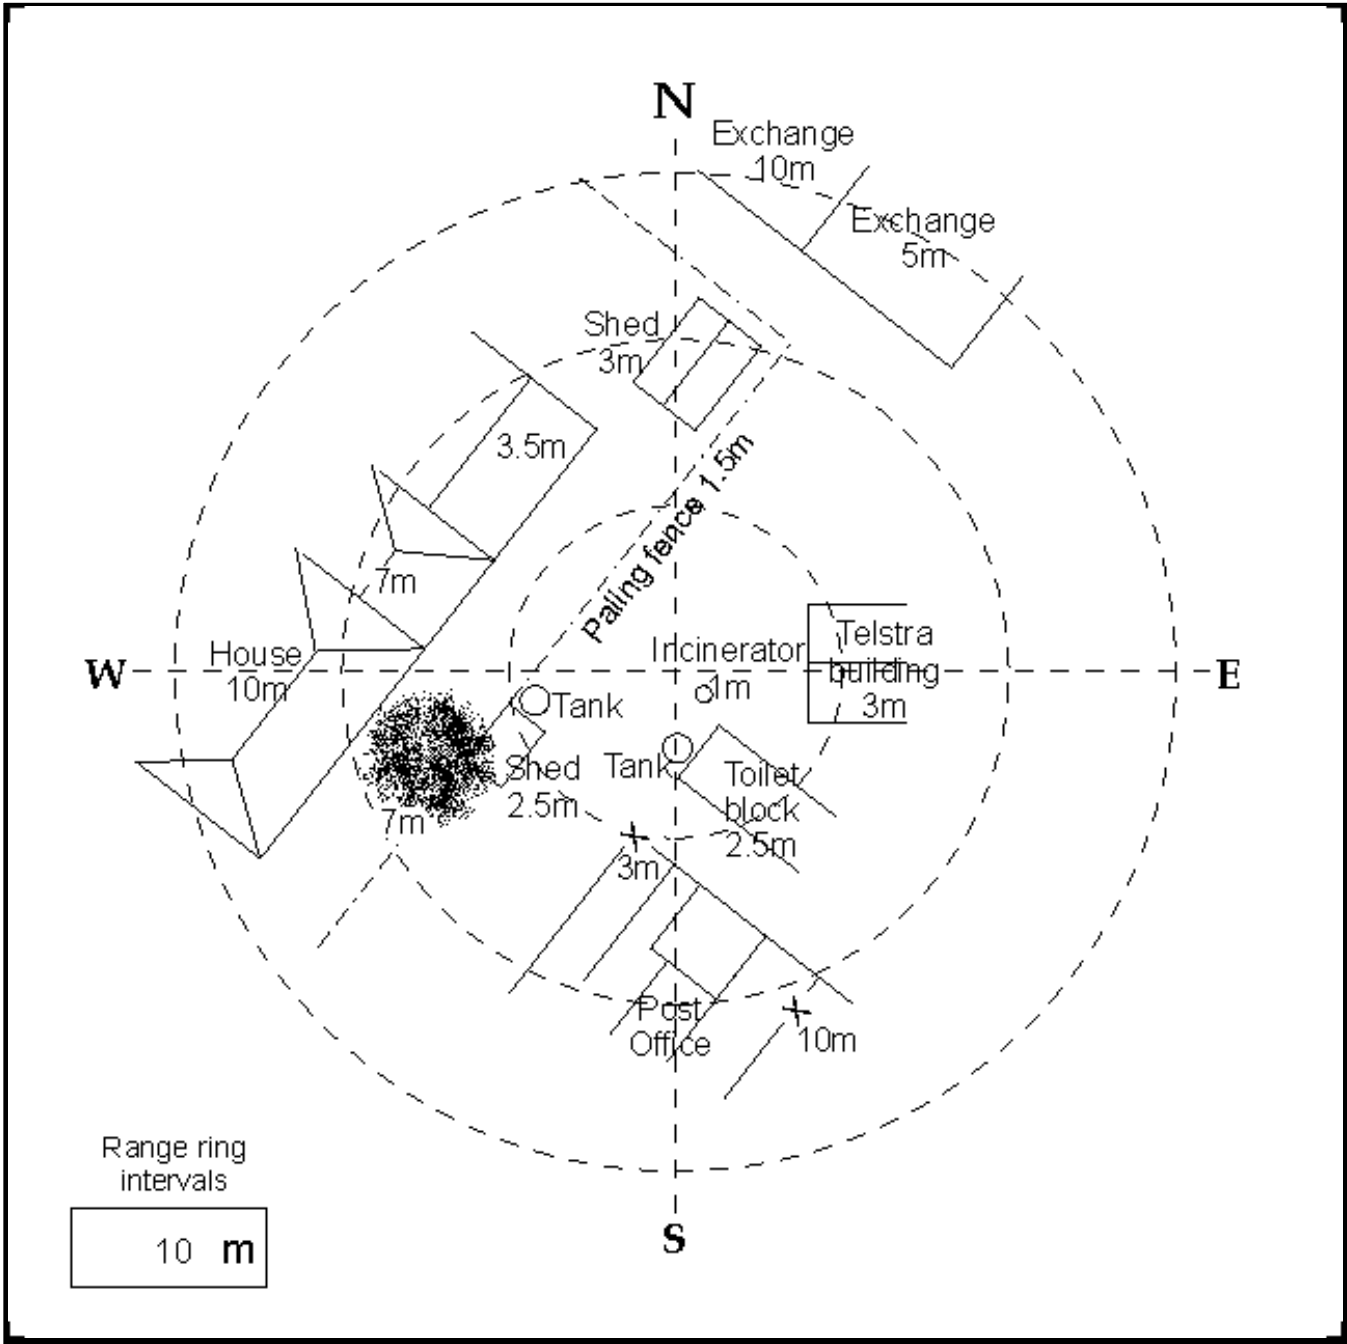 N
Exchange
10m
Exchange
5m
Shed
3m
3.5m
Paling fence 1.5m
7m
House
10m
W
E
Incinerator
1m
Telstra
building
3m
Tank
Tank
Shed
2.5m
Toilet
block
2.5m
7m
3m
Post
Office
10m
S
Range ring
intervals
10 m